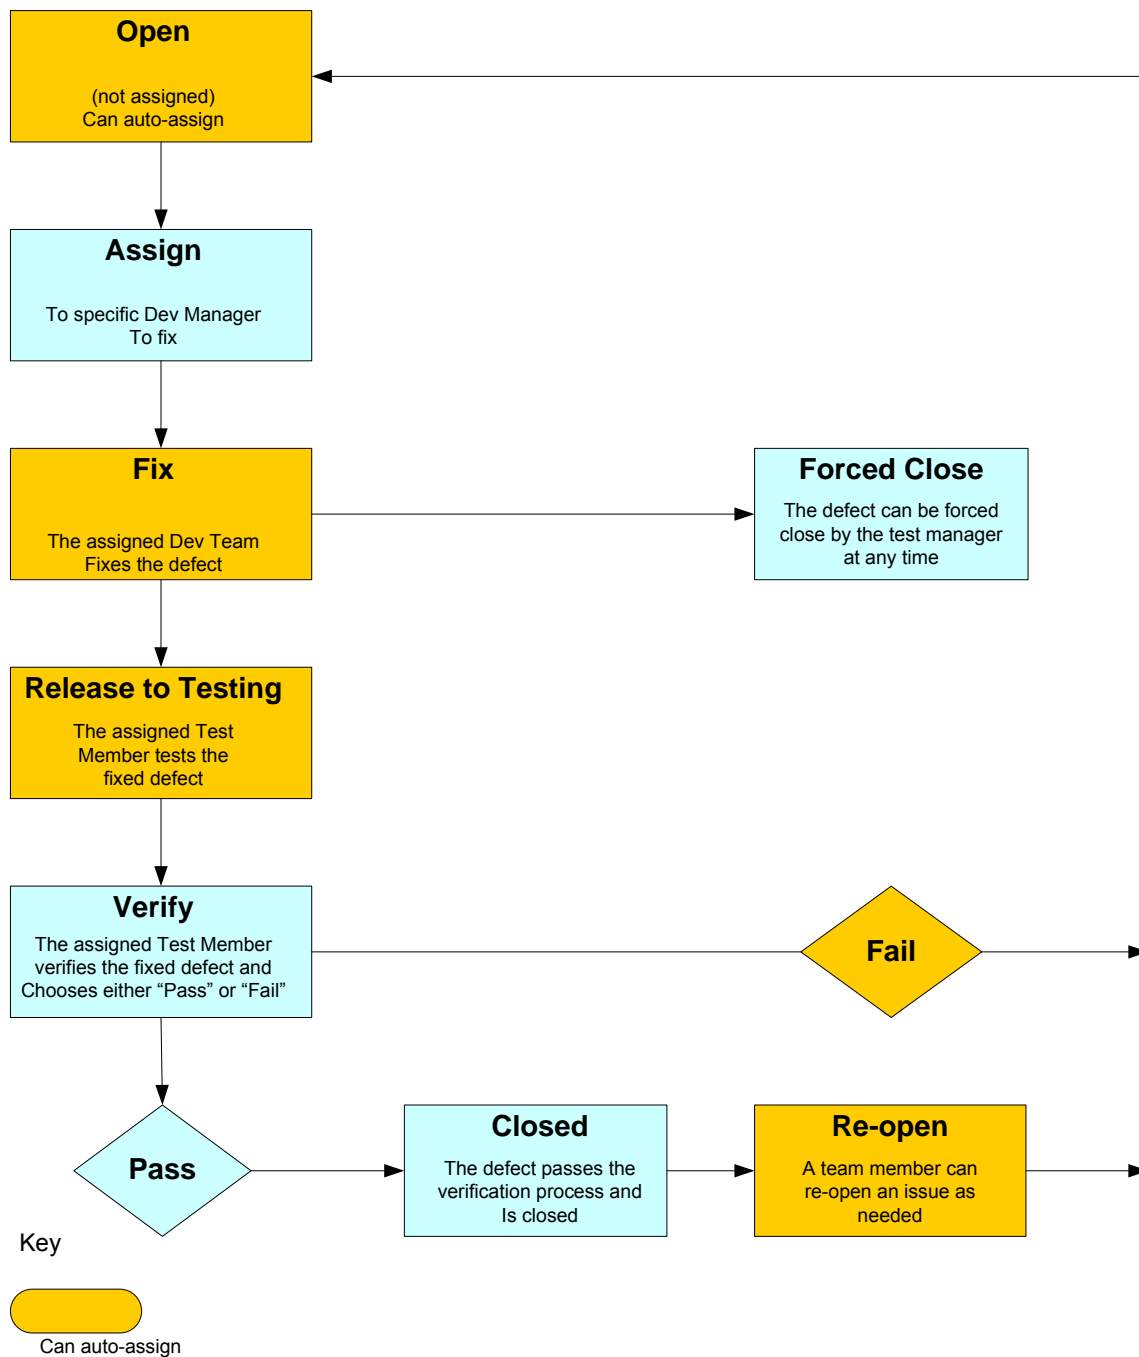 Open
(not assigned)
Can auto-assign
Assign
To specific Dev Manager
To fix
Fix
The assigned Dev Team
Fixes the defect
Forced Close
The defect can be forced
close by the test manager
at any time
Release to Testing
The assigned Test
Member tests the
fixed defect
Verify
The assigned Test Member
verifies the fixed defect and
Chooses either “Pass” or “Fail”
Fail
Pass
Closed
The defect passes the
verification process and
Is closed
Re-open
A team member can
re-open an issue as
needed
Key
Can auto-assign